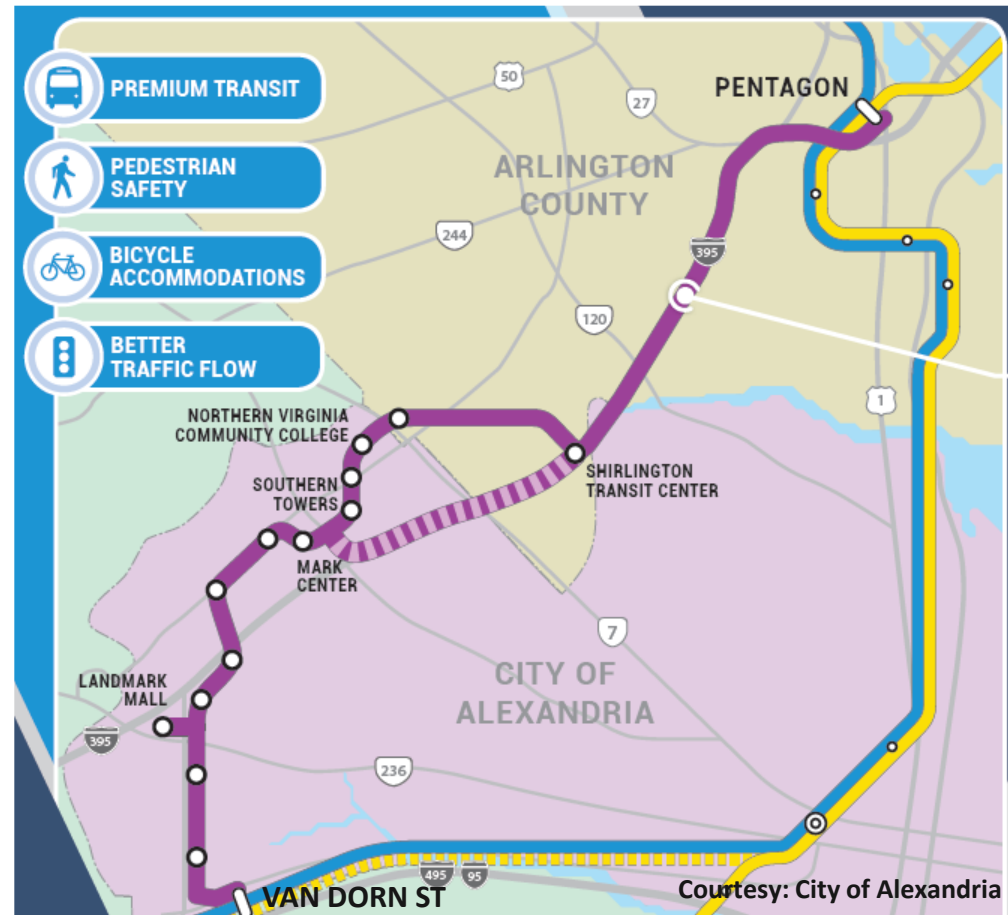 PREMIUM TRANSIT
PEDESTRIAN
SAFETY
BICYCLE
ACCOMMODATIONS
BETTER
TRAFFIC FLOW
50
27
PENTAGON
ARLINGTON
COUNTY
244
395
120
1
NORTHERN VIRGINIA
COMMUNITY COLLEGE
SOUTHERN
TOWERS
SHIRLINGTON
TRANSIT CENTER
MARK
CENTER
7
LANDMARK
MALL
CITY OF
ALEXANDRIA
395
236
495
95
VAN DORN ST
Courtesy: City of Alexandria